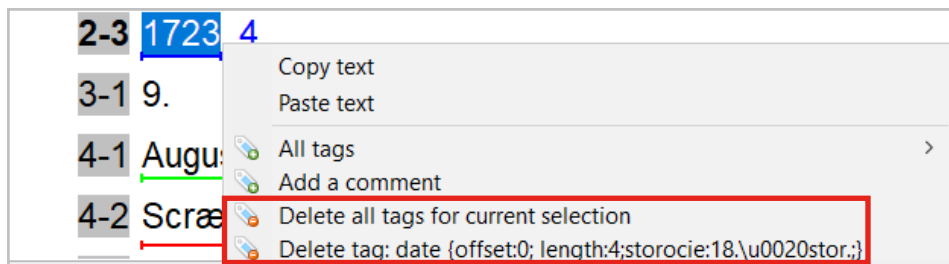 2-3 1723 4
Copy text
3-1 9.
Paste text
4-1 Augu
All tags
Add a comment
4-2 Scræ
Delete all tags for current selection
Delete tag: date {offset:0; length:4;storocie:18.\u0020stor.;}